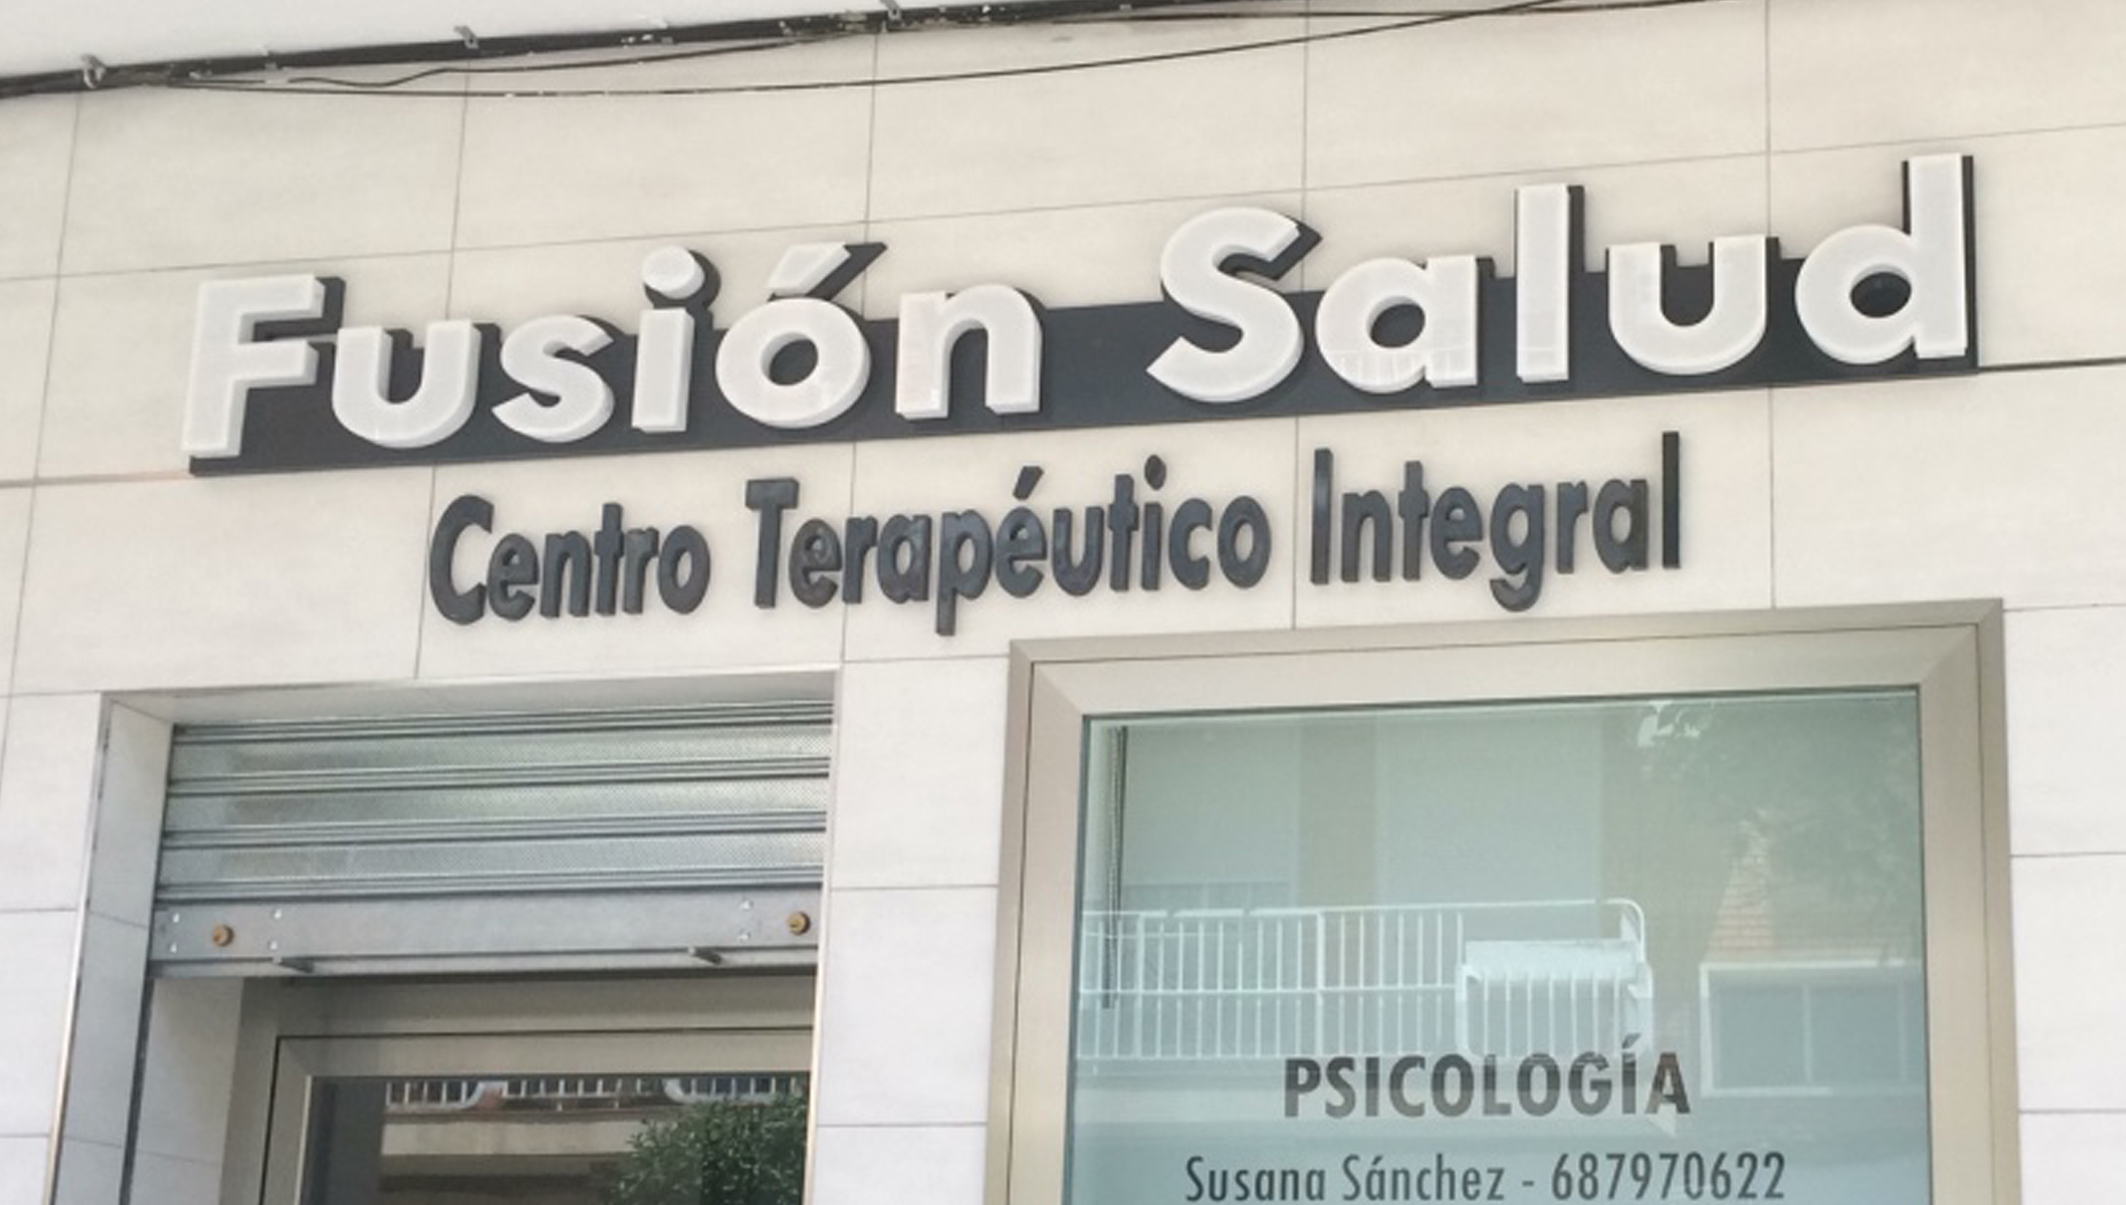 Fusión Salud
Centro Terapéutico Integral
PSICOLOGÍA
Susana Sánchez - 687970622